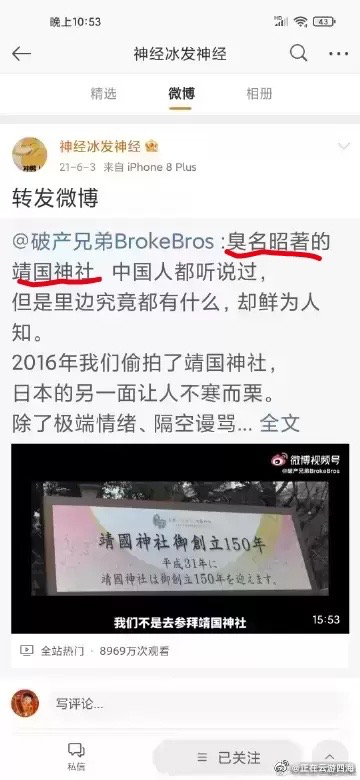 晚上10:53
5G
43
神经冰发神经
精选 微博 相册
神经冰发神经
21-6-3 来自 iPhone 8 Plus
转发微博
@破产兄弟BrokeBros :臭名昭著的
靖国神社，中国人都听说过，
但是里边究竟都有什么，却鲜为人
知。
2016年我们偷拍了靖国神社，
日本的另一面让人不寒而栗。
除了极端情绪、隔空谩骂... 全文
微博视频号
@破产兄弟BrokeBros
靖國神社御創立150年
平成31年に
靖國神社は御創立150年を迎えます。
我们不是去参拜靖国神社
15:53
全站热门 · 8969万次观看
写评论...
私信
已关注
@正在云游四海